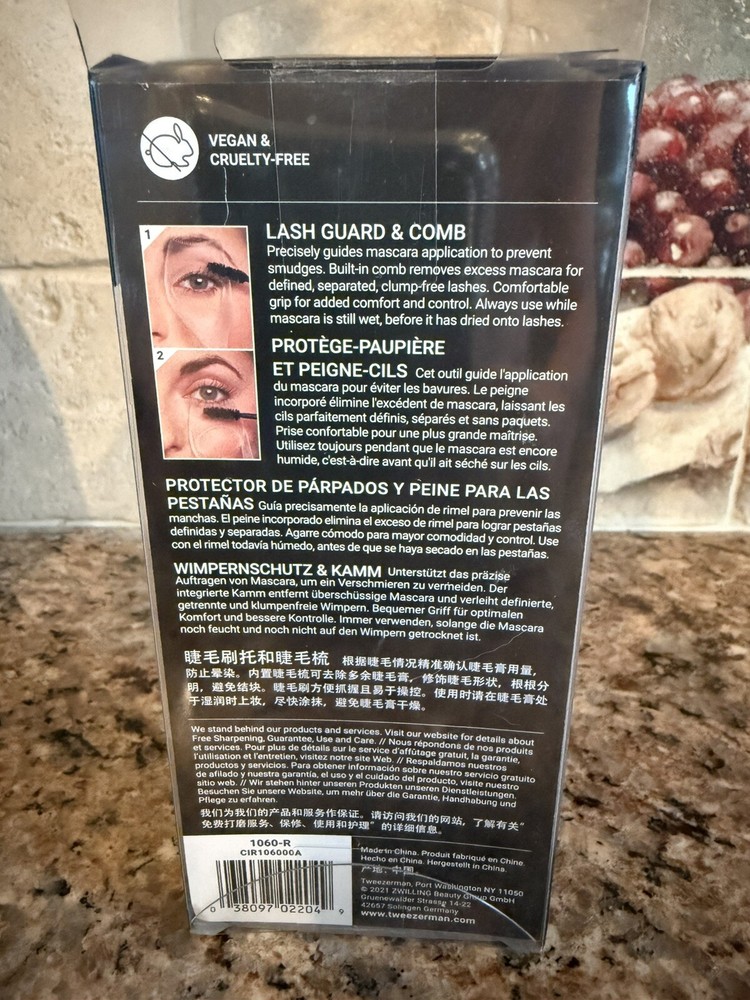 VEGAN &
CRUELTY-FREE
1
LASH GUARD & COMB
Precisely guides mascara application to prevent
smudges. Built-in comb removes excess mascara for
defined, separated, clump-free lashes. Comfortable
grip for added comfort and control. Always use while
mascara is still wet, before it has dried onto lashes.
2
PROTÈGE-PAUPIÈRE
ET PEIGNE-CILS Cet outil guide l'application
du mascara pour éviter les bavures. Le peigne
incorporé élimine l'excédent de mascara, laissant les
cils parfaitement définis, séparés et sans paquets.
Prise confortable pour une plus grande maîtrise.
Utilisez toujours pendant que le mascara est encore
humide, c'est-à-dire avant qu'il ait séché sur les cils.
PROTECTOR DE PÁRPADOS Y PEINE PARA LAS
PESTAÑAS Guía precisamente la aplicación de rimel para prevenir las
manchas. El peine incorporado elimina el exceso de rimel para lograr pestañas
definidas y separadas. Agarre cómodo para mayor comodidad y control. Use
con el rimel todavía húmedo, antes de que se haya secado en las pestañas.
WIMPERNSCHUTZ & KAMM Unterstützt das präzise
Auftragen von Mascara, um ein Verschmieren zu vermeiden. Der
integrierte Kamm entfernt überschüssige Mascara und verleiht definierte,
getrennte und klumpenfreie Wimpern. Bequemer Griff für optimalen
Komfort und bessere Kontrolle. Immer verwenden, solange die Mascara
noch feucht und noch nicht auf den Wimpern getrocknet ist.
睫毛刷托和睫毛梳 根据睫毛情况精准确认睫毛膏用量，
防止晕染。内置睫毛梳可去除多余睫毛膏，修饰睫毛形状，根根分
明，避免结块。睫毛刷方便抓握且易于操控。使用时请在睫毛膏处
于湿润时上妆，尽快涂抹，避免睫毛膏干燥。
We stand behind our products and services. Visit our website for details about
Free Sharpening, Guarantee, Use and Care. // Nous répondons de nos produits
et services. Pour plus de détails sur le service d'affûtage gratuit, la garantie,
l'utilisation et l'entretien, visitez notre site Web. // Respaldamos nuestros
productos y servicios. Para obtener información sobre nuestro servicio gratuito
de afilado y nuestra garantía, el uso y el cuidado del producto, visite nuestro
sitio web. // Wir stehen hinter unseren Produkten unseren Dienstleistungen.
Besuchen Sie unsere Website, um mehr über die Garantie, Handhabung und
Pflege zu erfahren.
我们为我们的产品和服务作保证。请访问我们的网站，了解有关“
免费打磨服务、保修、使用和护理”的详细信息。
1060-R
CIR106000A
0 38097 02204 9
Made in China. Produit fabriqué en Chine.
Hecho en China. Hergestellt in China.
产地：中国
Tweezerman, Port Washington NY 11050
© 2021 ZWILLING Beauty Group GmbH
Gruenewalder Strasse 14-22
42657 Solingen Germany
www.tweezerman.com